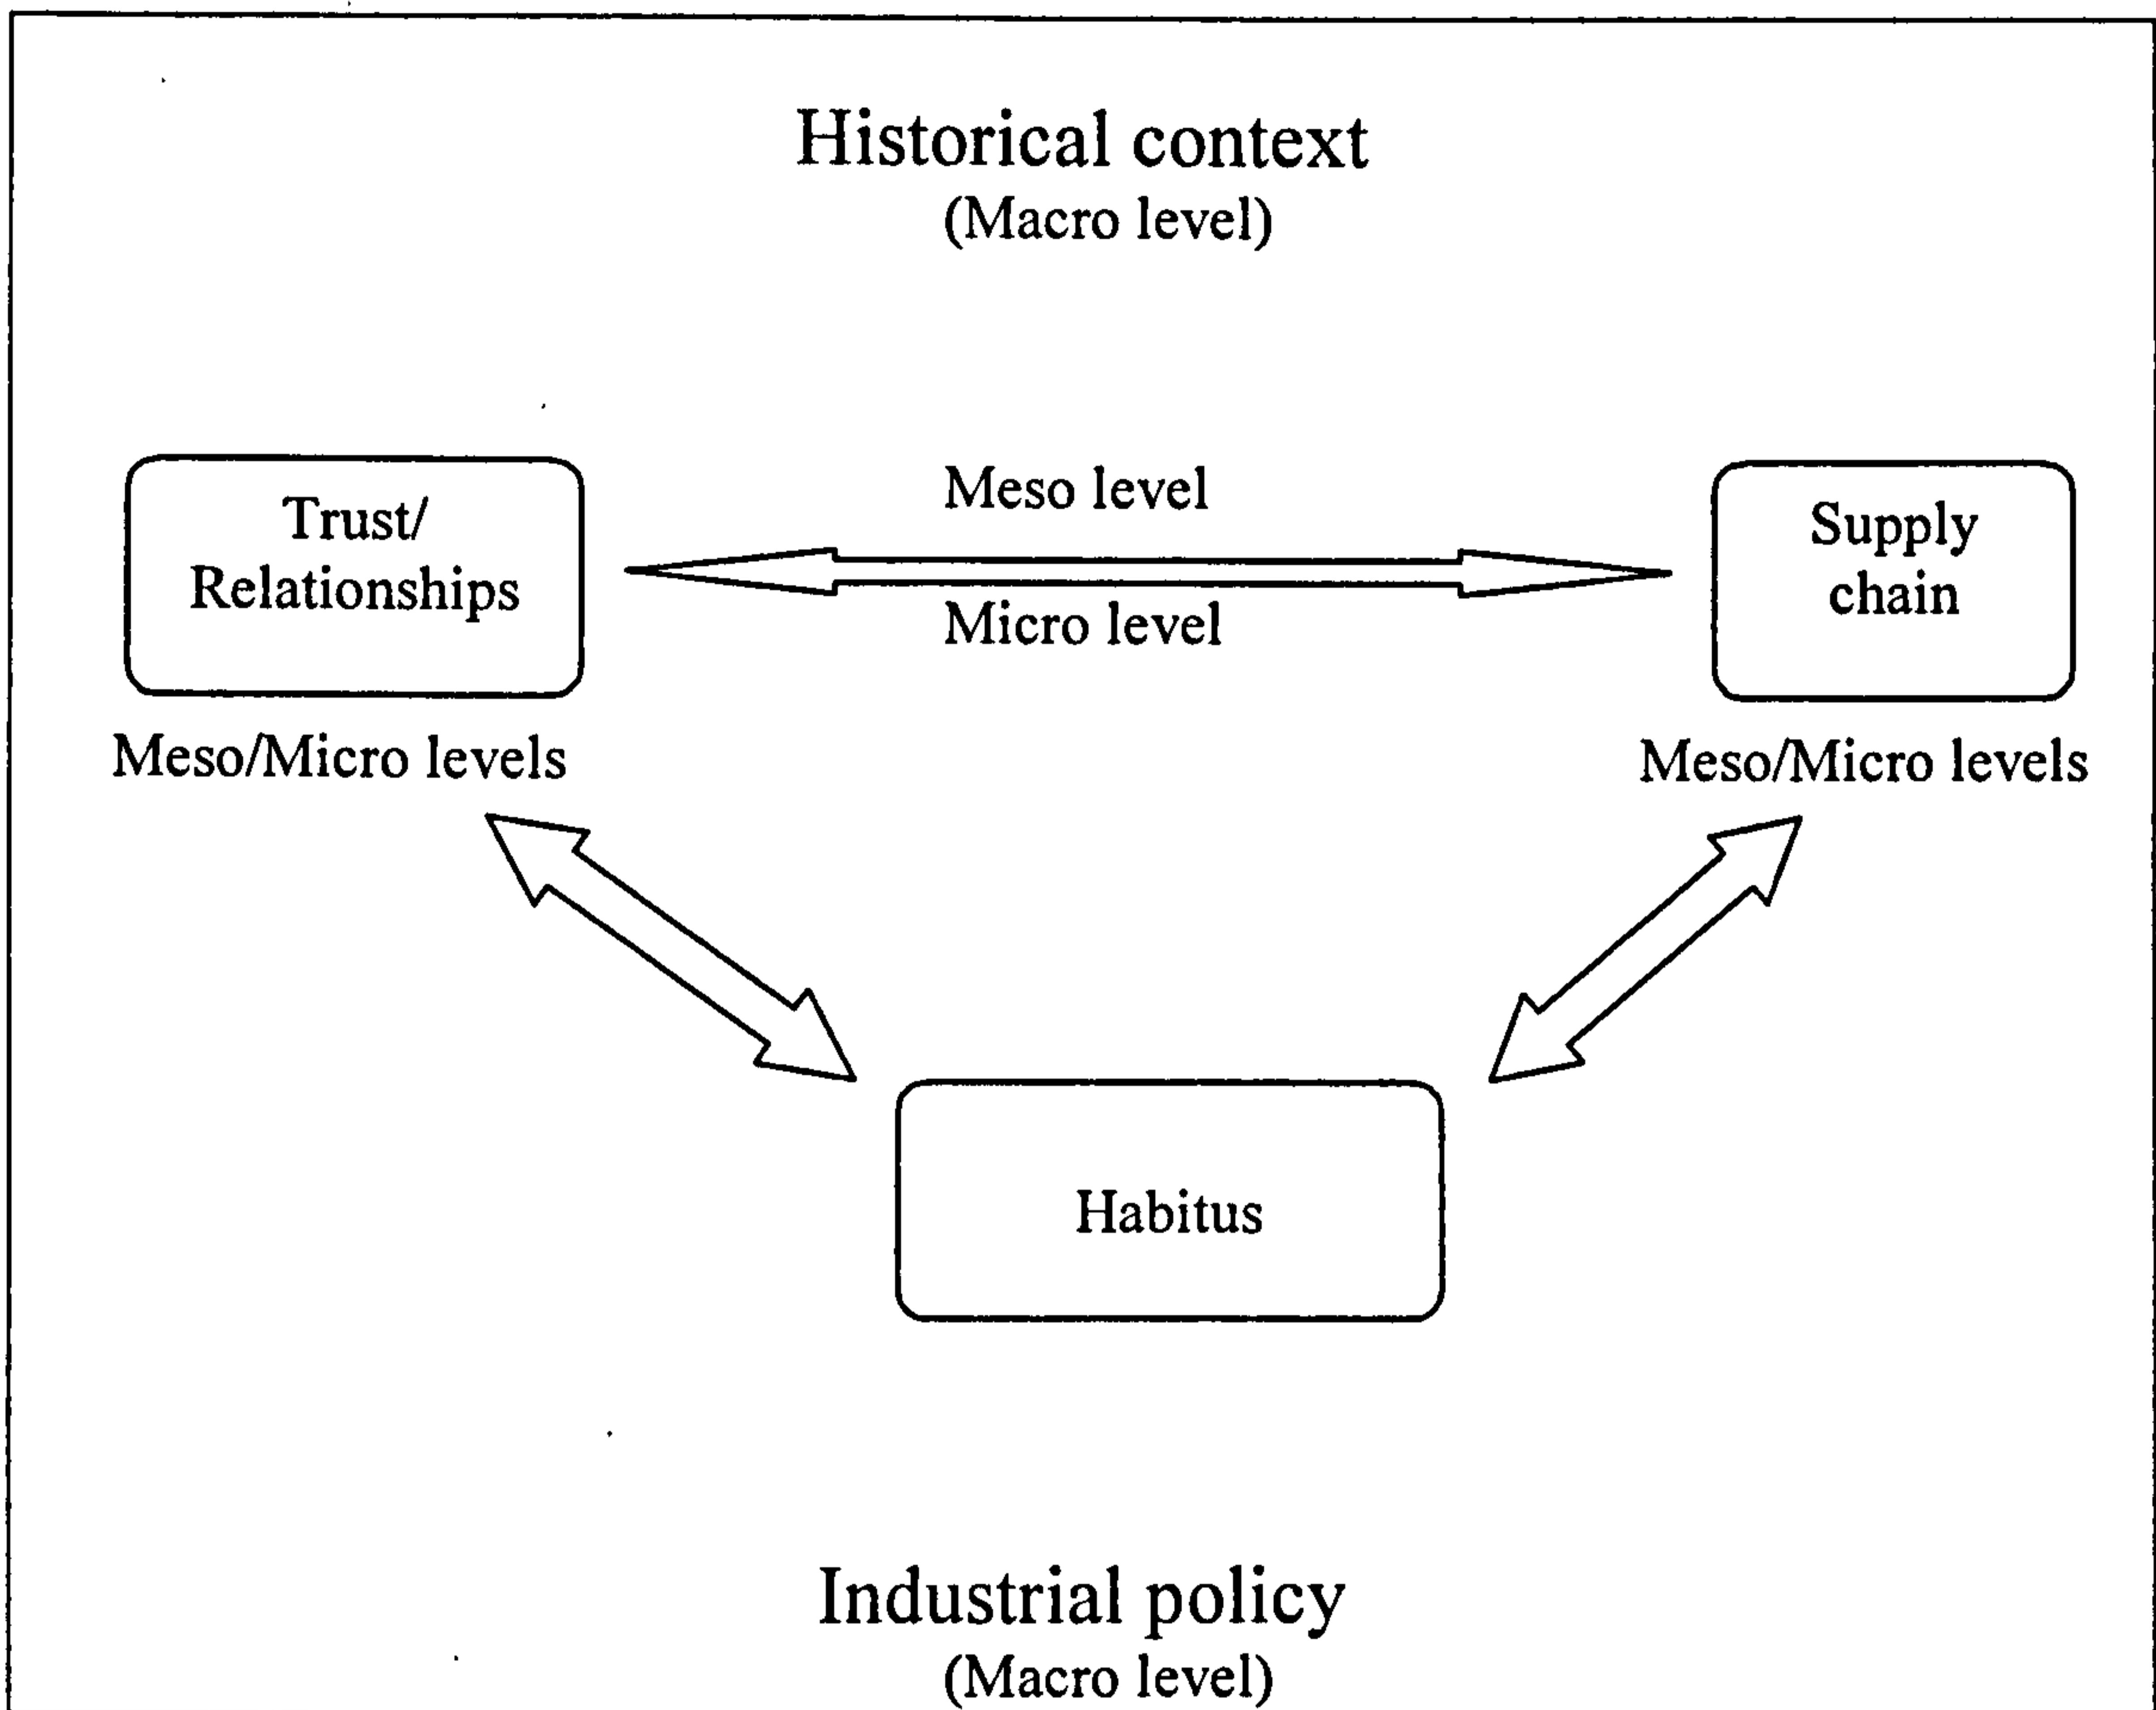 Historical context
(Macro level)
Meso level
Trust/
Relationships
Supply
chain
Micro level
Meso/Micro levels
Meso/Micro levels
Habitus
Industrial policy
(Macro level)